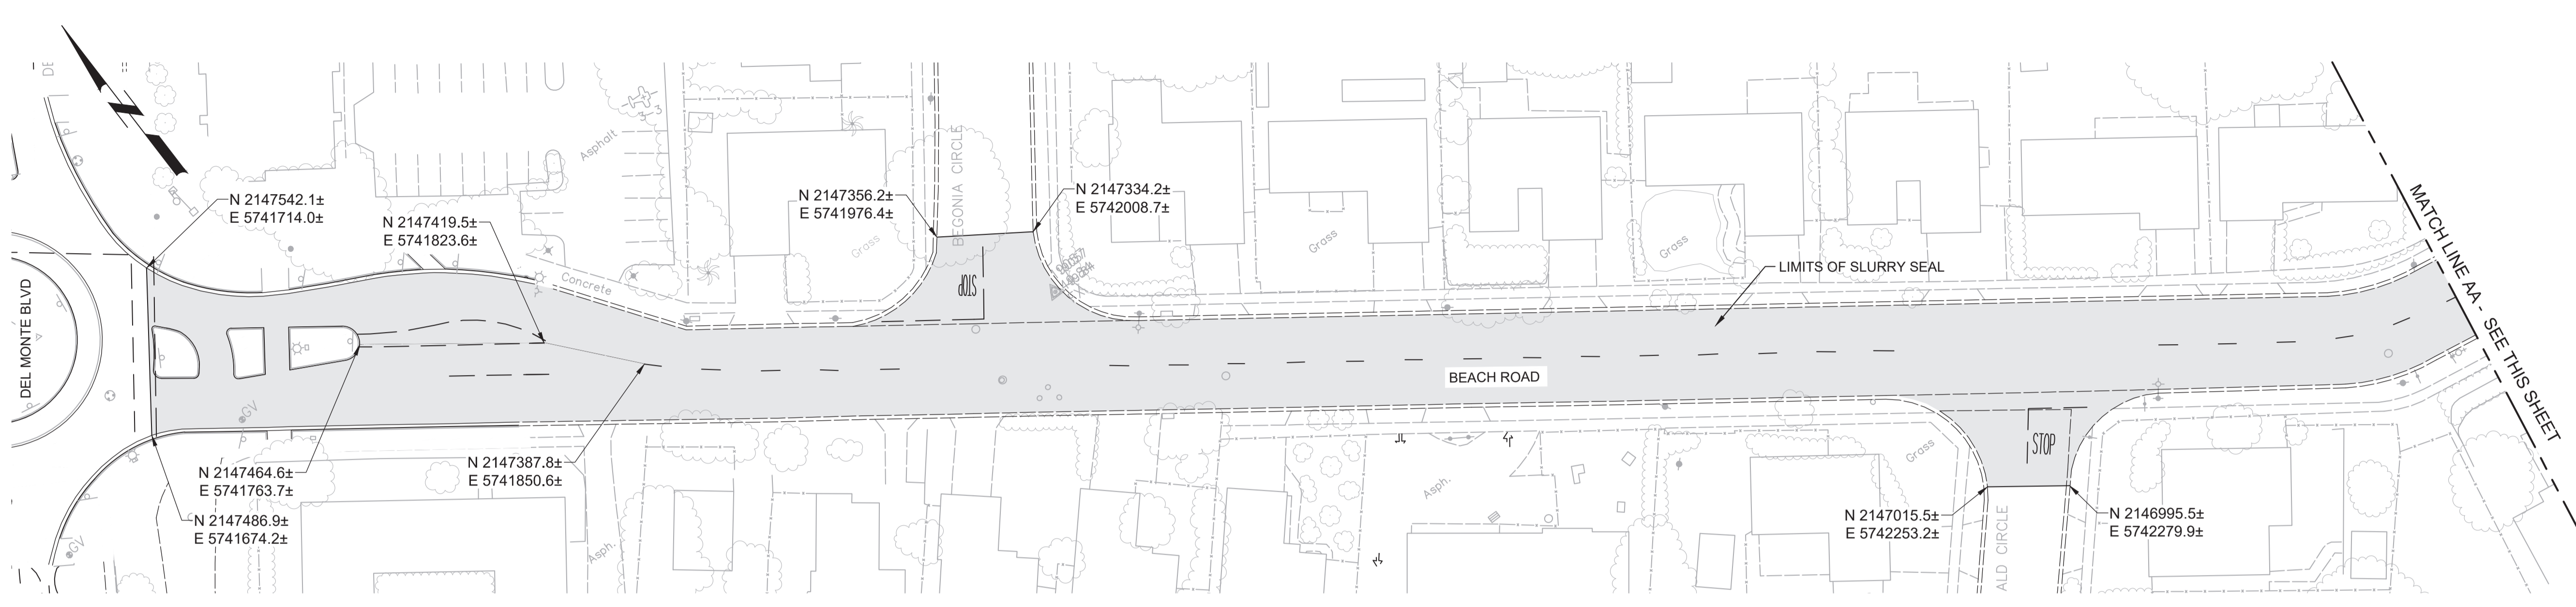 DE
N 2147542.1±
E 5741714.0±
N 2147419.5±
E 5741823.6±
Asphalt
Concrete
N 2147356.2±
E 5741976.4±
Grass
BEGONIA CIRCLE
STOP
N 2147334.2±
E 5742008.7±
Grass
Grass
LIMITS OF SLURRY SEAL
MATCH LINE AA - SEE THIS SHEET
DEL MONTE BLVD
BEACH ROAD
GV
N 2147464.6±
E 5741763.7±
N 2147486.9±
E 5741674.2±
GV
N 2147387.8±
E 5741850.6±
Asph.
Asph.
Grass
STOP
N 2147015.5±
E 5742253.2±
ALD CIRCLE
N 2146995.5±
E 5742279.9±